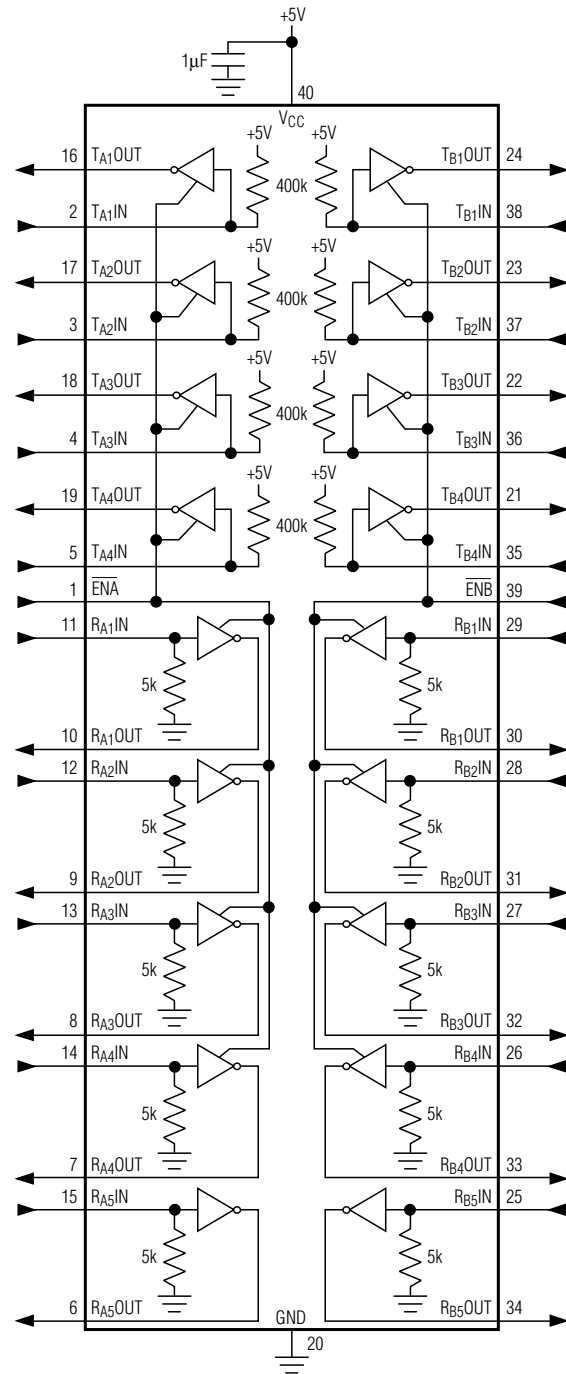 +5V
1μF
40
VCC
+5V +5V
16 TA1OUT TB1OUT 24
400k
2 TA1IN TB1IN 38
+5V
17 TA2OUT TB2OUT 23
400k
3 TA2IN TB2IN 37
+5V
18 TA3OUT TB3OUT 22
400k
4 TA3IN TB3IN 36
+5V
19 TA4OUT TB4OUT 21
400k
5 TA4IN TB4IN 35
1 E̅N̅A̅ E̅N̅B̅ 39
11 RA1IN RB1IN 29
5k 5k
10 RA1OUT RB1OUT 30
12 RA2IN RB2IN 28
5k 5k
9 RA2OUT RB2OUT 31
13 RA3IN RB3IN 27
5k 5k
8 RA3OUT RB3OUT 32
14 RA4IN RB4IN 26
5k 5k
7 RA4OUT RB4OUT 33
15 RA5IN RB5IN 25
5k 5k
6 RA5OUT GND RB5OUT 34
20